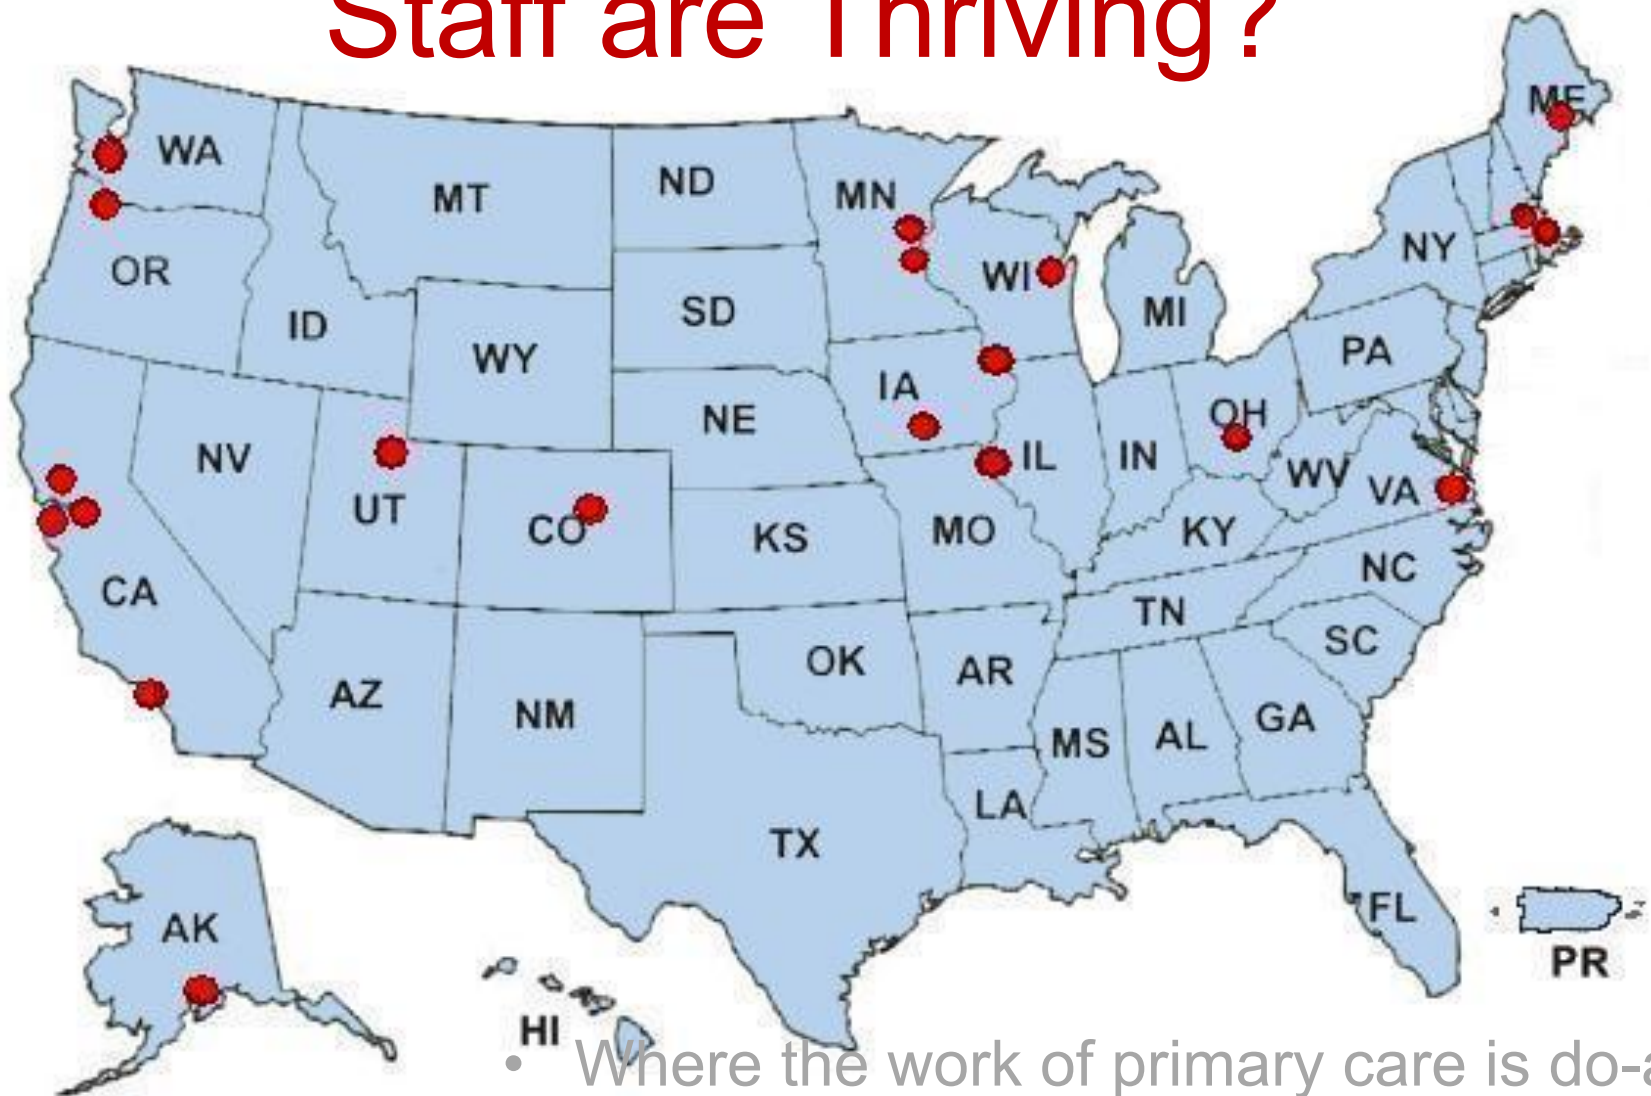 Staff are Thriving?
ME
WA
MT
ND
MN
OR
WI
NY
ID
SD
MI
WY
PA
IA
NE
OH
NV
IL
IN
UT
WV
VA
CO
KS
MO
KY
CA
NC
TN
SC
OK
AR
AZ
NM
GA
MS
AL
LA
TX
FL
AK
PR
HI
• Where the work of primary care is do-a